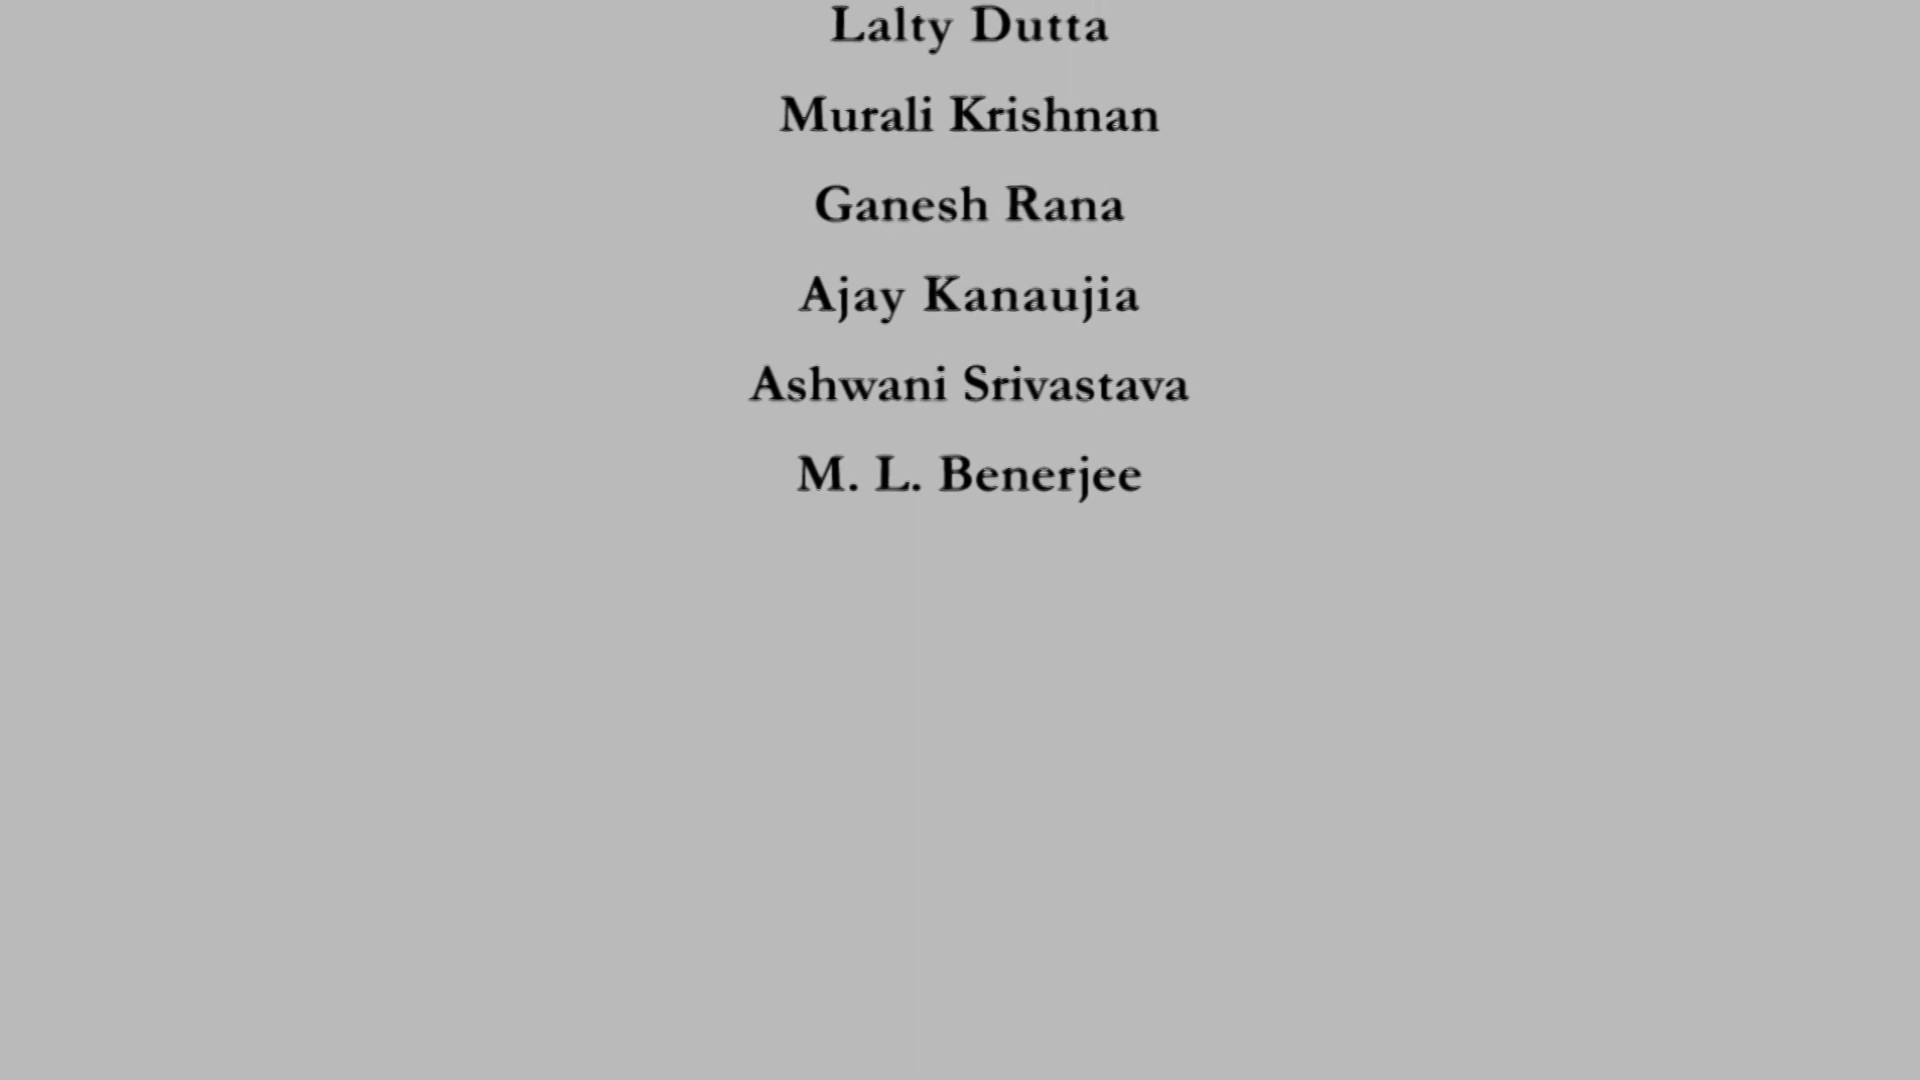 Lalty Dutta
Murali Krishnan
Ganesh Rana
Ajay Kanaujia
Ashwani Srivastava
M. L. Benerjee